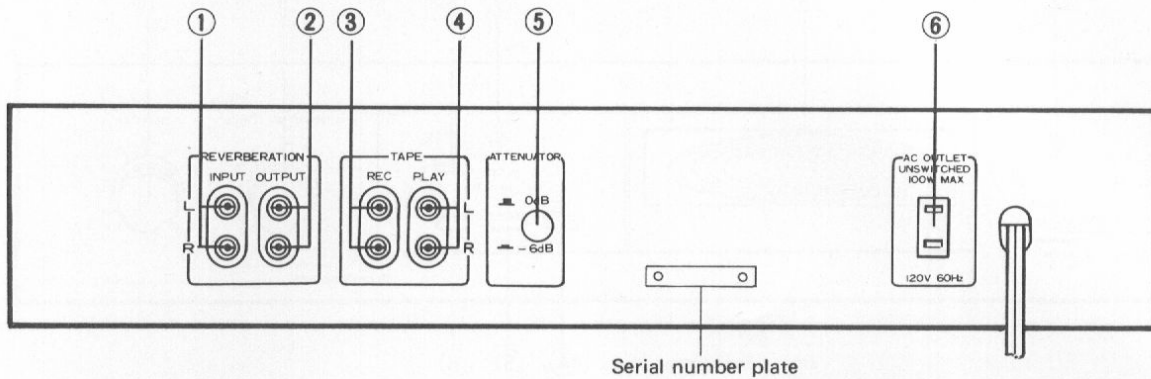 ① ② ③ ④ ⑤ ⑥
REVERBERATION
INPUT OUTPUT
L
R
TAPE
REC PLAY
L
R
ATTENUATOR
0dB
-6dB
AC OUTLET
UNSWITCHED
100W MAX
120V 60Hz
Serial number plate